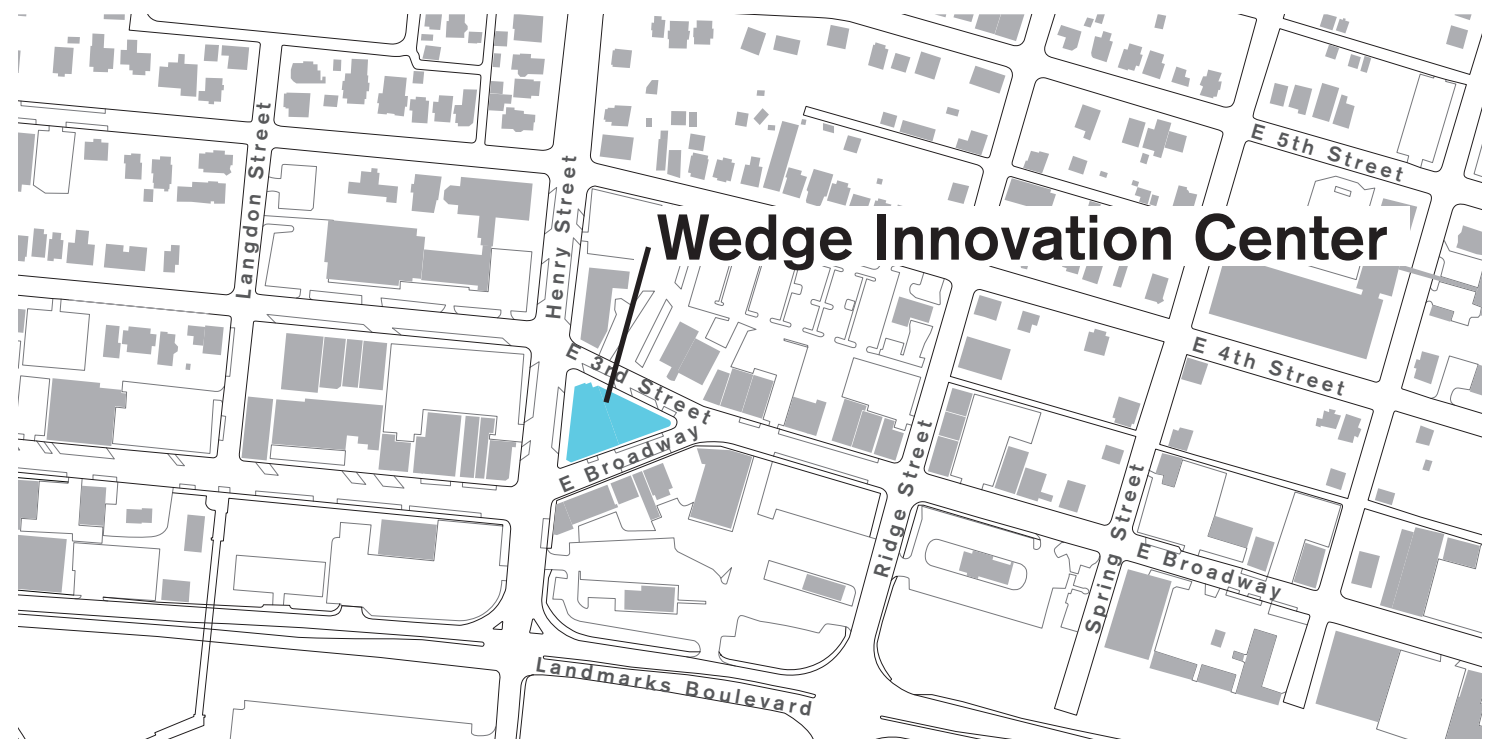 E 5th Street
Langdon Street
Henry Street
Wedge Innovation Center
E 3rd Street
E 4th Street
E Broadway
Ridge Street
Spring Street
E Broadway
Landmarks Boulevard